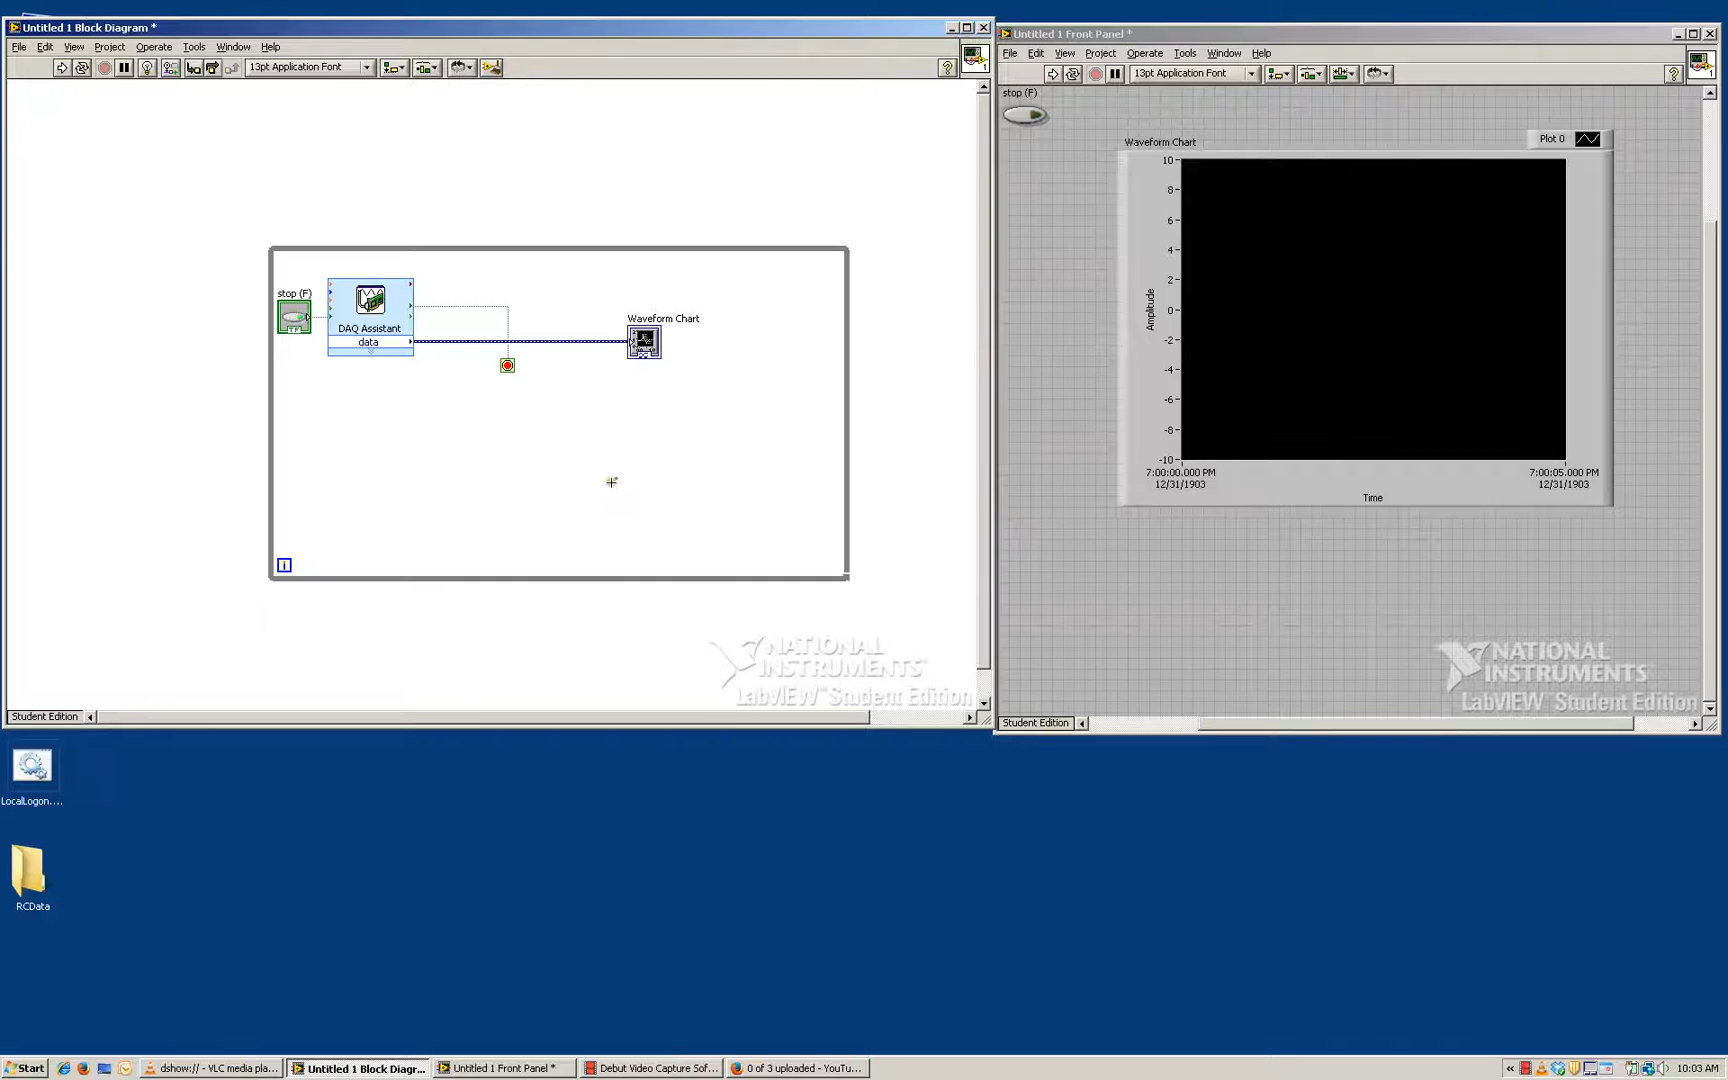 Untitled 1 Block Diagram *
File Edit View Project Operate Tools Window Help
13pt Application Font
stop (F)
TF
DAQ Assistant
data
Waveform Chart
i
NATIONAL
INSTRUMENTS
LabVIEW™ Student Edition
Student Edition
Untitled 1 Front Panel *
File Edit View Project Operate Tools Window Help
13pt Application Font
stop (F)
Waveform Chart
Plot 0
10
8
6
4
2
0
-2
-4
-6
-8
-10
Amplitude
7:00:00.000 PM
12/31/1903
7:00:05.000 PM
12/31/1903
Time
NATIONAL
INSTRUMENTS
LabVIEW™ Student Edition
Student Edition
LocalLogon....
RCData
Start
dshow:// - VLC media pla...
Untitled 1 Block Diagr...
Untitled 1 Front Panel *
Debut Video Capture Sof...
0 of 3 uploaded - YouTu...
10:03 AM